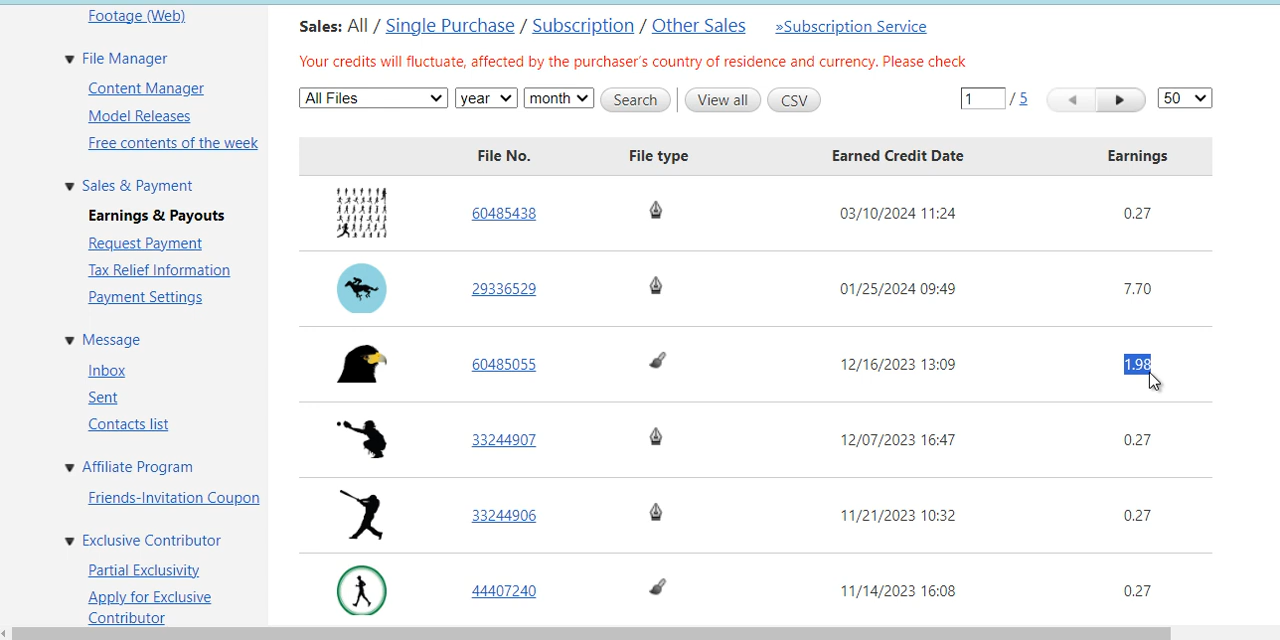 Footage (Web)
▼ File Manager
Content Manager
Model Releases
Free contents of the week
▼ Sales & Payment
Earnings & Payouts
Request Payment
Tax Relief Information
Payment Settings
▼ Message
Inbox
Sent
Contacts list
▼ Affiliate Program
Friends-Invitation Coupon
▼ Exclusive Contributor
Partial Exclusivity
Apply for Exclusive
Contributor
Sales: All / Single Purchase / Subscription / Other Sales »Subscription Service
Your credits will fluctuate, affected by the purchaser's country of residence and currency. Please check
All Files year month Search View all CSV 1 / 5 50
File No. File type Earned Credit Date Earnings
60485438 03/10/2024 11:24 0.27
29336529 01/25/2024 09:49 7.70
60485055 12/16/2023 13:09 1.98
33244907 12/07/2023 16:47 0.27
33244906 11/21/2023 10:32 0.27
44407240 11/14/2023 16:08 0.27